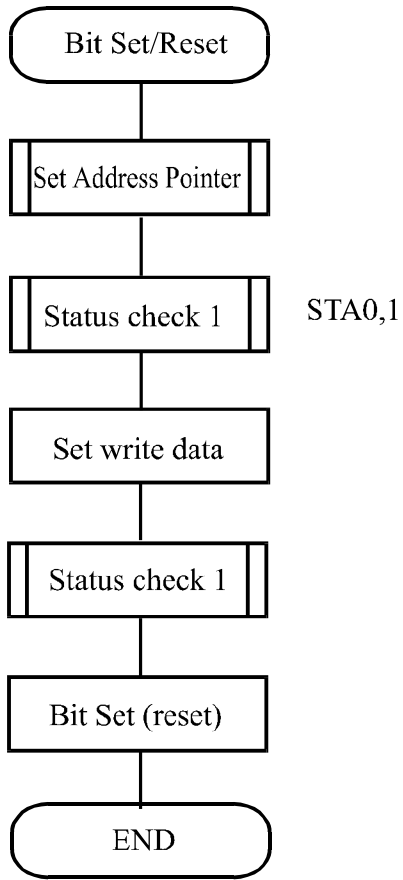 Bit Set/Reset
Set Address Pointer
Status check 1
STA0,1
Set write data
Status check 1
Bit Set (reset)
END